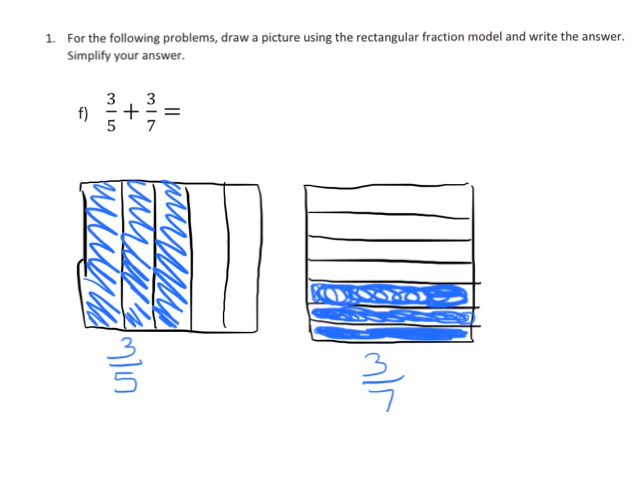 1. For the following problems, draw a picture using the rectangular fraction model and write the answer.
Simplify your answer.
f) 3/5 + 3/7 =
3/5
3/7